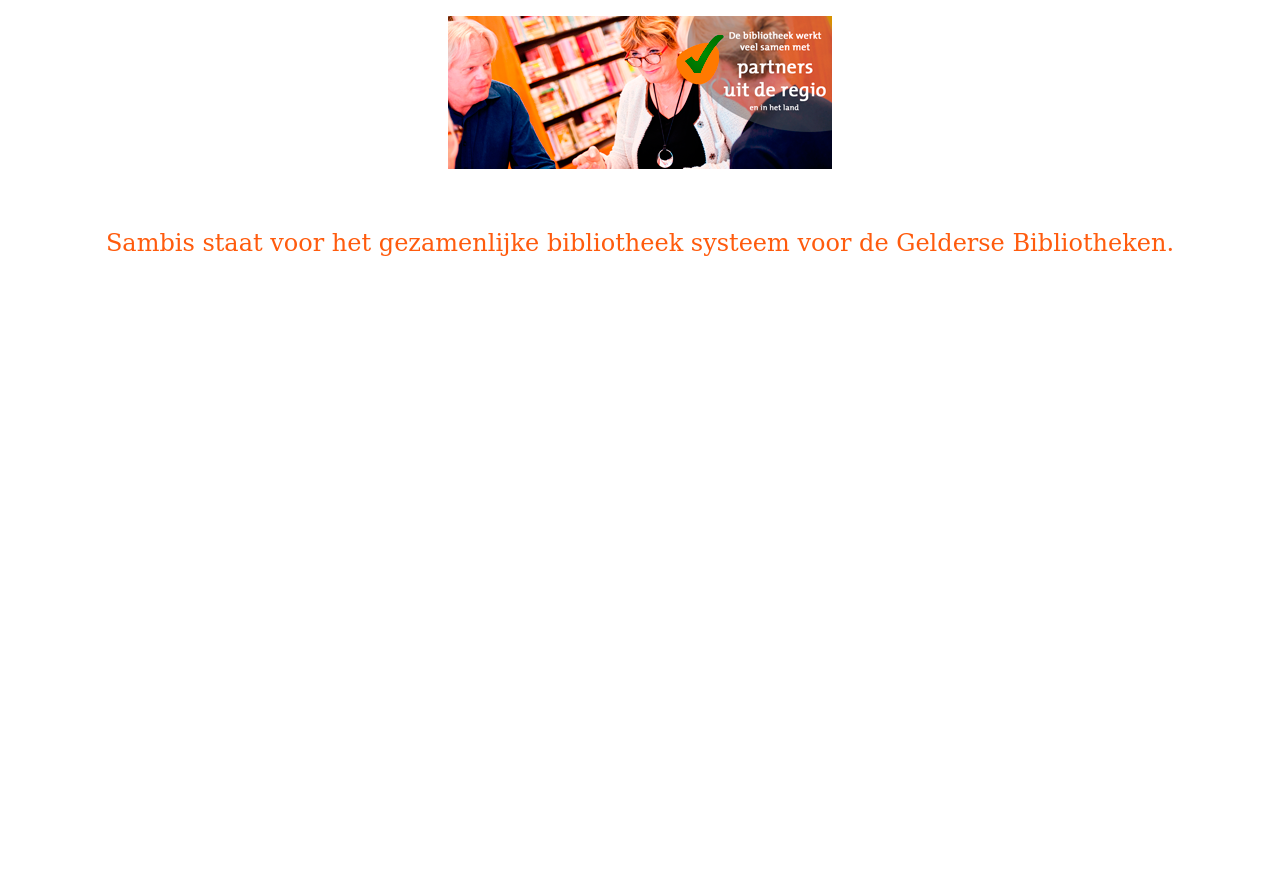 De bibliotheek werkt
veel samen met
partners
uit de regio
en in het land
Sambis staat voor het gezamenlijke bibliotheek systeem voor de Gelderse Bibliotheken.